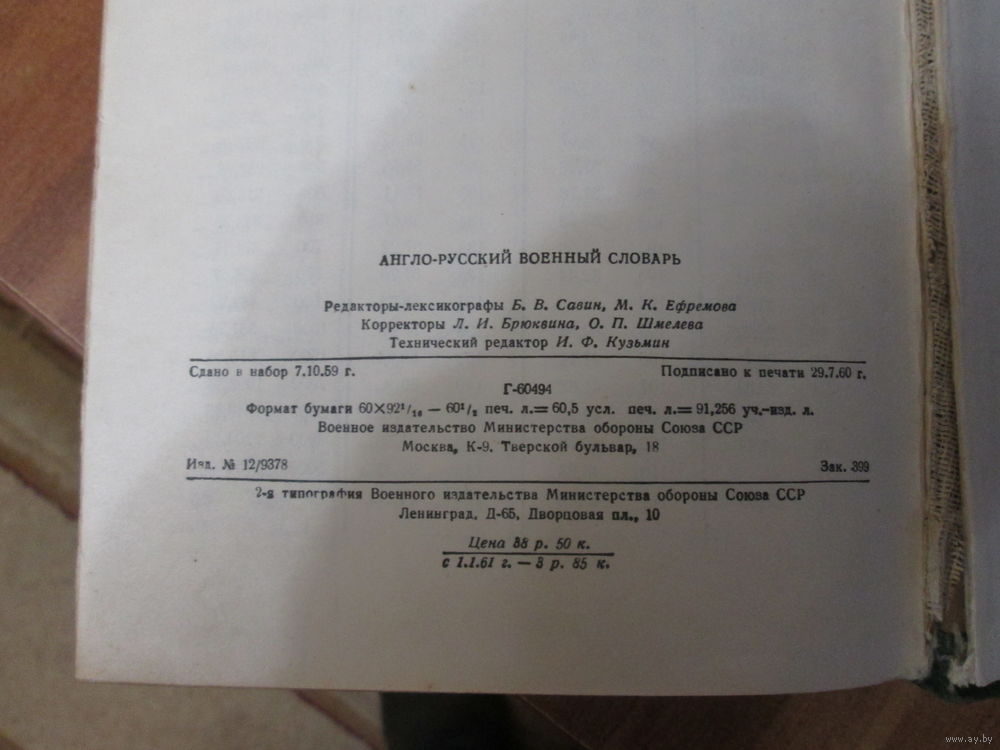 АНГЛО-РУССКИЙ ВОЕННЫЙ СЛОВАРЬ
Редакторы-лексикографы Б. В. Савин, М. К. Ефремова
Корректоры Л. И. Брюквина, О. П. Шмелева
Технический редактор И. Ф. Кузьмин
Сдано в набор 7.10.59 г. Подписано к печати 29.7.60 г.
Г-60494
Формат бумаги 60×92¹/₁₆ — 60¹/₂ печ. л.= 60,5 усл. печ. л.= 91,256 уч.-изд. л.
Военное издательство Министерства обороны Союза ССР
Москва, К-9, Тверской бульвар, 18
Изд. № 12/9378 Зак. 399
2-я типография Военного издательства Министерства обороны Союза ССР
Ленинград, Д-65, Дворцовая пл., 10
Цена 38 р. 50 к.
с 1.1.61 г. — 3 р. 85 к.
www.ay.by